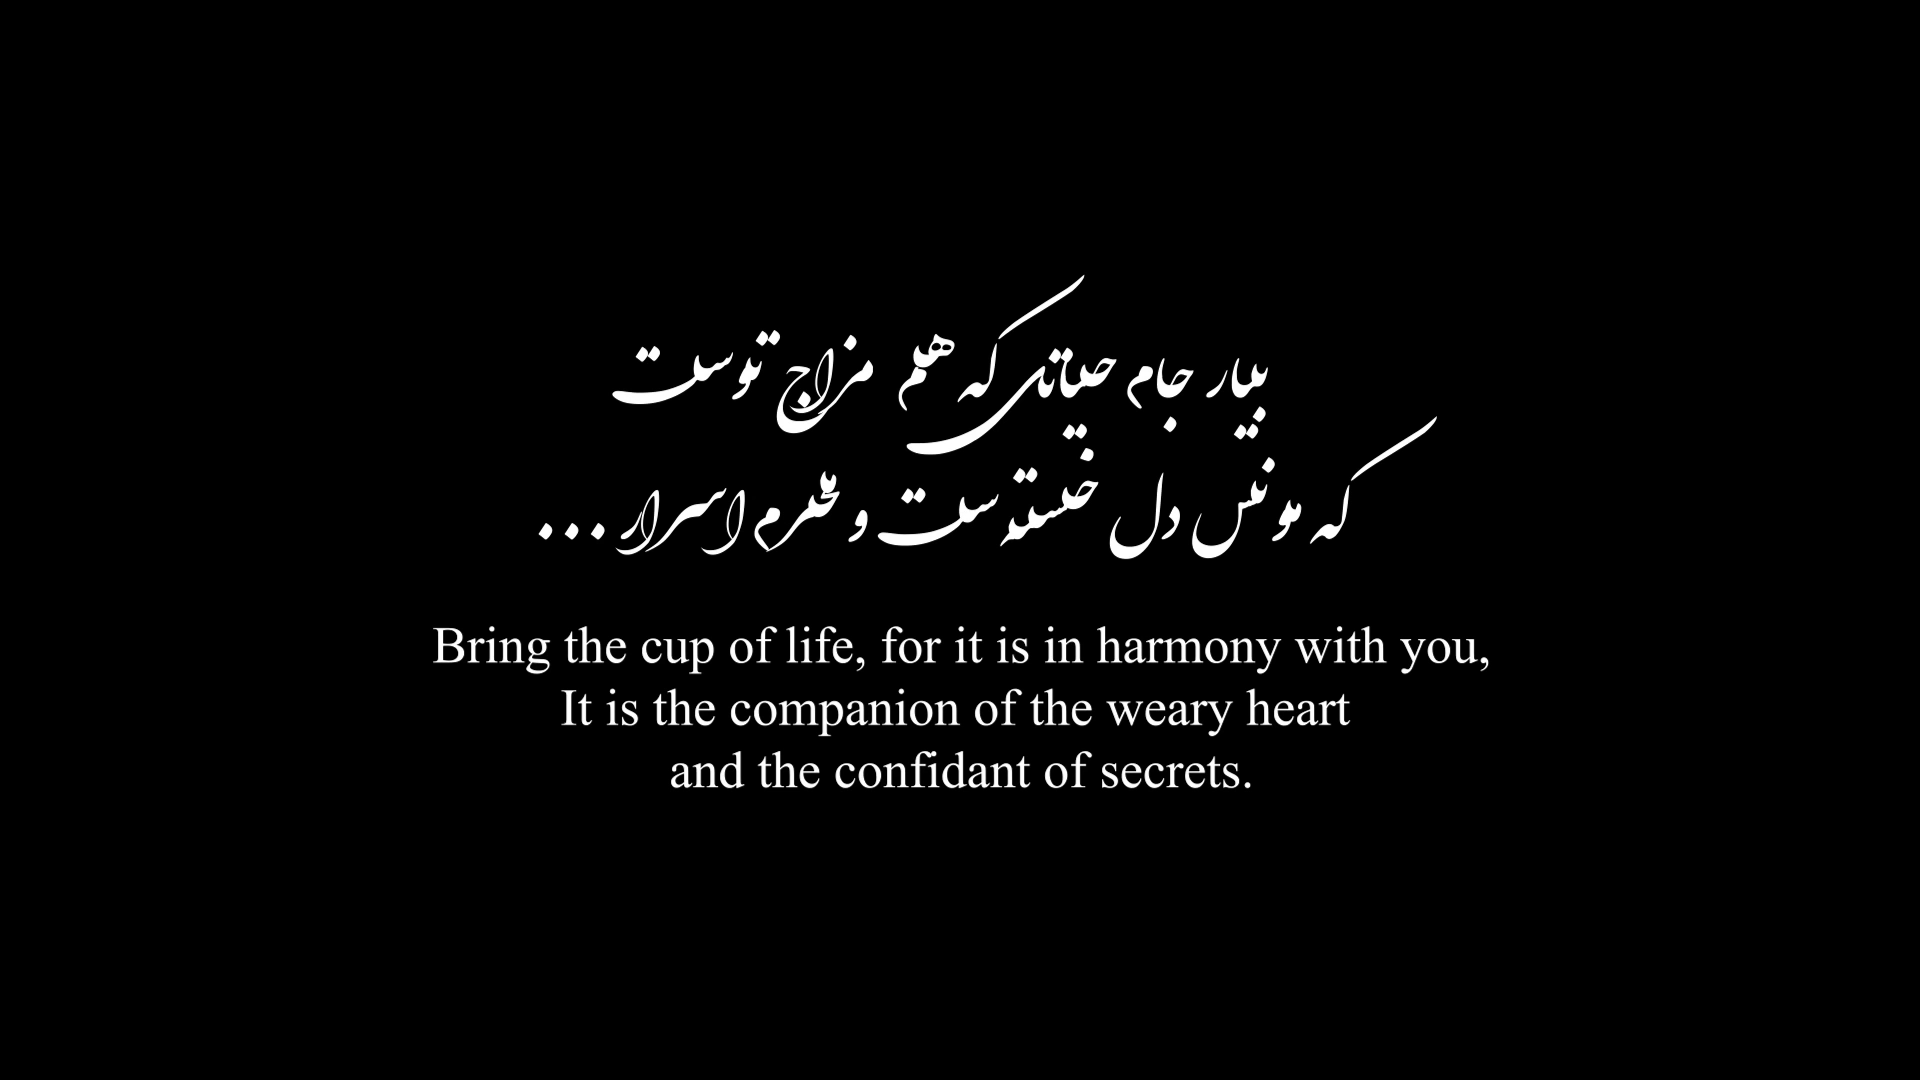 بیار جام حیاتی که هم مزاج توست
که مونس دل خسته‌ست و محرم اسرار ...
Bring the cup of life, for it is in harmony with you,
It is the companion of the weary heart
and the confidant of secrets.